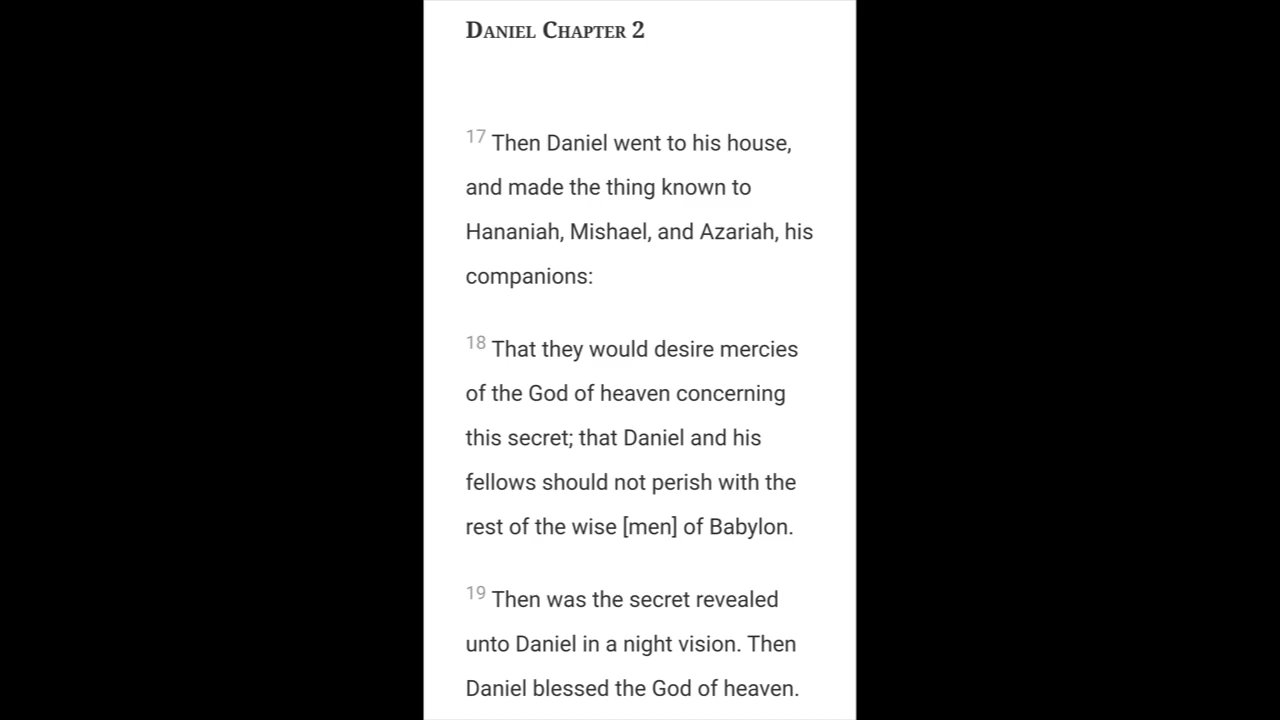 Daniel Chapter 2
17 Then Daniel went to his house,
and made the thing known to
Hananiah, Mishael, and Azariah, his
companions:
18 That they would desire mercies
of the God of heaven concerning
this secret; that Daniel and his
fellows should not perish with the
rest of the wise [men] of Babylon.
19 Then was the secret revealed
unto Daniel in a night vision. Then
Daniel blessed the God of heaven.